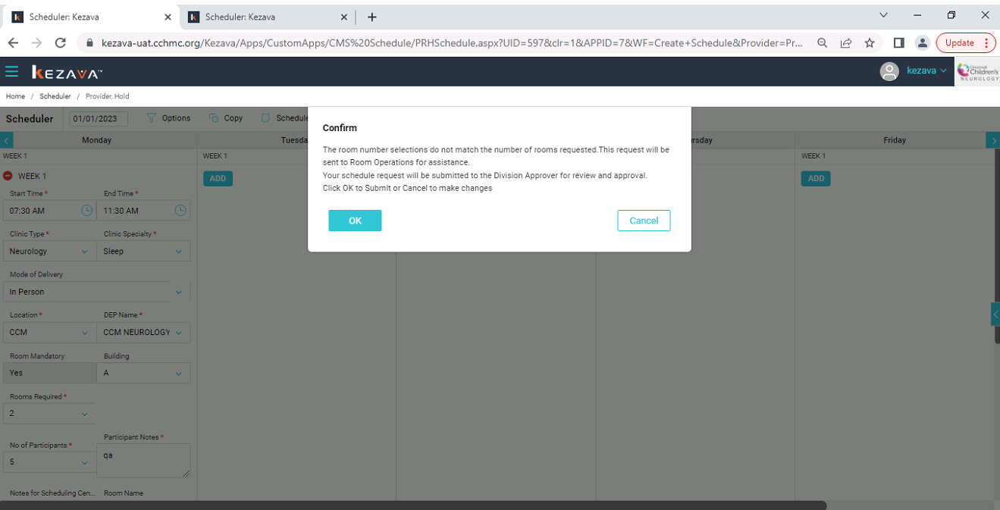 Scheduler: Kezava
Scheduler: Kezava
kezava-uat.cchmc.org/Kezava/Apps/CustomApps/CMS%20Schedule/PRHSchedule.aspx?UID=597&clr=1&APPID=7&WF=Create+Schedule&Provider=Pr...
Update
KEZAVA™
kezava
Cincinnati
Children's
NEUROLOGY
Home / Scheduler / Provider, Hold
Scheduler 01/01/2023 Options Copy Schedule
Monday Tuesda rsday Friday
WEEK 1 WEEK 1 WEEK 1
WEEK 1 ADD ADD
Start Time * End Time *
07:30 AM 11:30 AM
Clinic Type * Clinic Specialty *
Neurology Sleep
Mode of Delivery
In Person
Location * DEP Name *
CCM CCM NEUROLOGY
Room Mandatory Building
Yes A
Rooms Required *
2
No of Participants * Participant Notes *
5 qa
Notes for Scheduling Cen... Room Name
Confirm
The room number selections do not match the number of rooms requested.This request will be
sent to Room Operations for assistance.
Your schedule request will be submitted to the Division Approver for review and approval.
Click OK to Submit or Cancel to make changes
OK Cancel